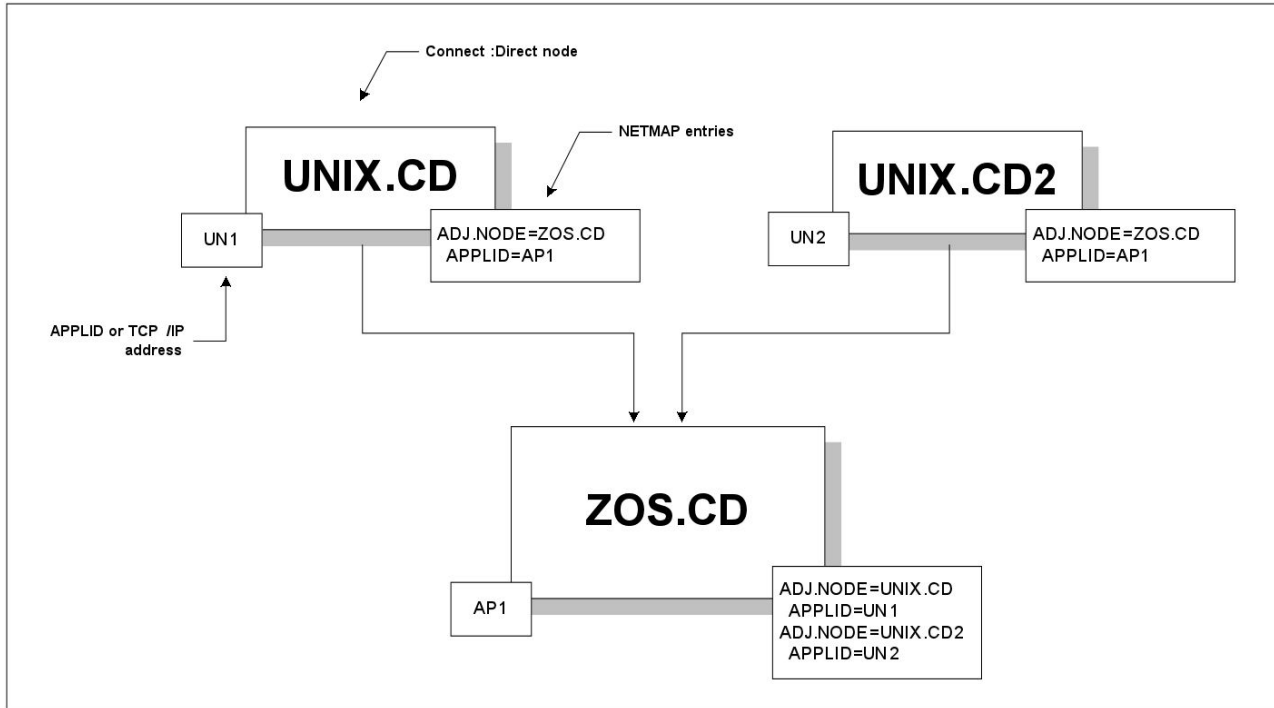 Connect :Direct node
NETMAP entries
UNIX.CD
UN1
ADJ.NODE=ZOS.CD
APPLID=AP1
APPLID or TCP /IP
address
UNIX.CD2
UN2
ADJ.NODE=ZOS.CD
APPLID=AP1
ZOS.CD
AP1
ADJ.NODE=UNIX.CD
APPLID=UN1
ADJ.NODE=UNIX.CD2
APPLID=UN2